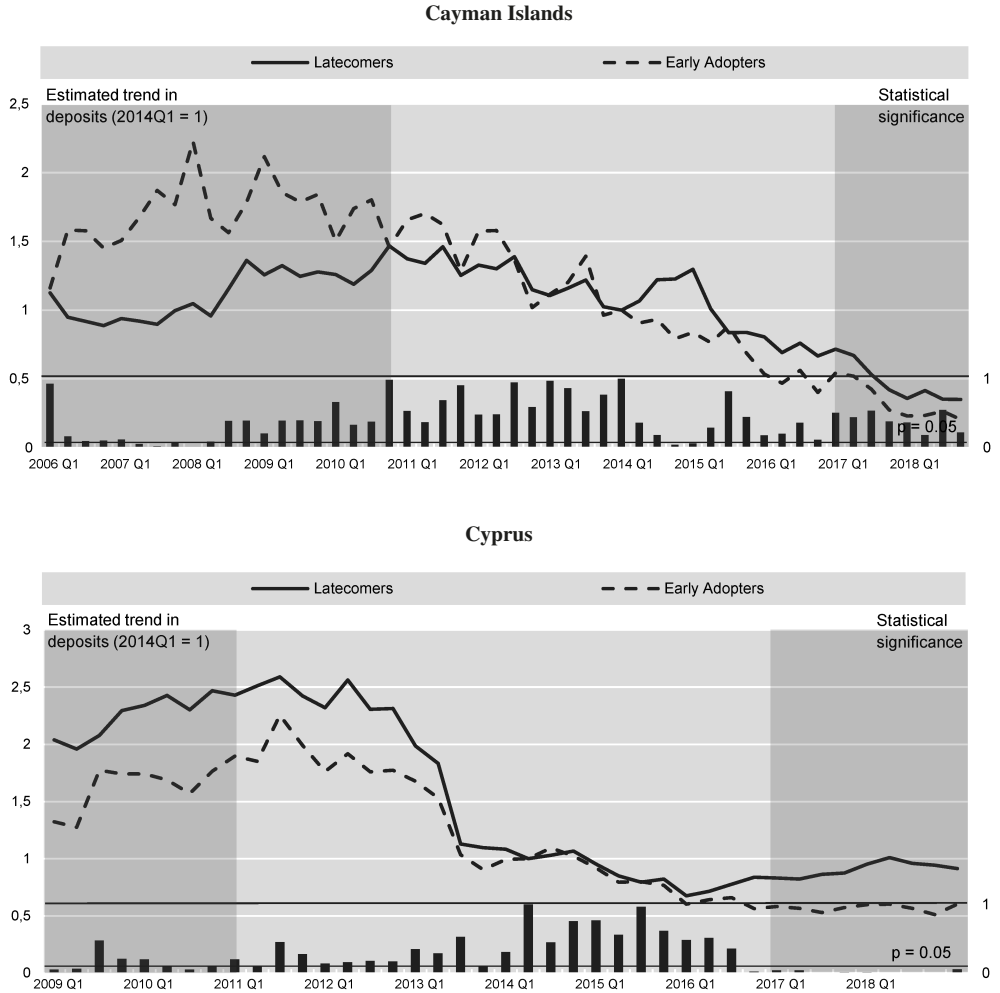 Cayman Islands
Latecomers Early Adopters
Estimated trend in Statistical
deposits (2014Q1 = 1) significance
2,5
2
1,5
1
0,5 1
p = 0.05
0 0
2006 Q1 2007 Q1 2008 Q1 2009 Q1 2010 Q1 2011 Q1 2012 Q1 2013 Q1 2014 Q1 2015 Q1 2016 Q1 2017 Q1 2018 Q1
Cyprus
Latecomers Early Adopters
Estimated trend in Statistical
deposits (2014Q1 = 1) significance
3
2,5
2
1,5
1
1
0,5
p = 0.05
0 0
2009 Q1 2010 Q1 2011 Q1 2012 Q1 2013 Q1 2014 Q1 2015 Q1 2016 Q1 2017 Q1 2018 Q1